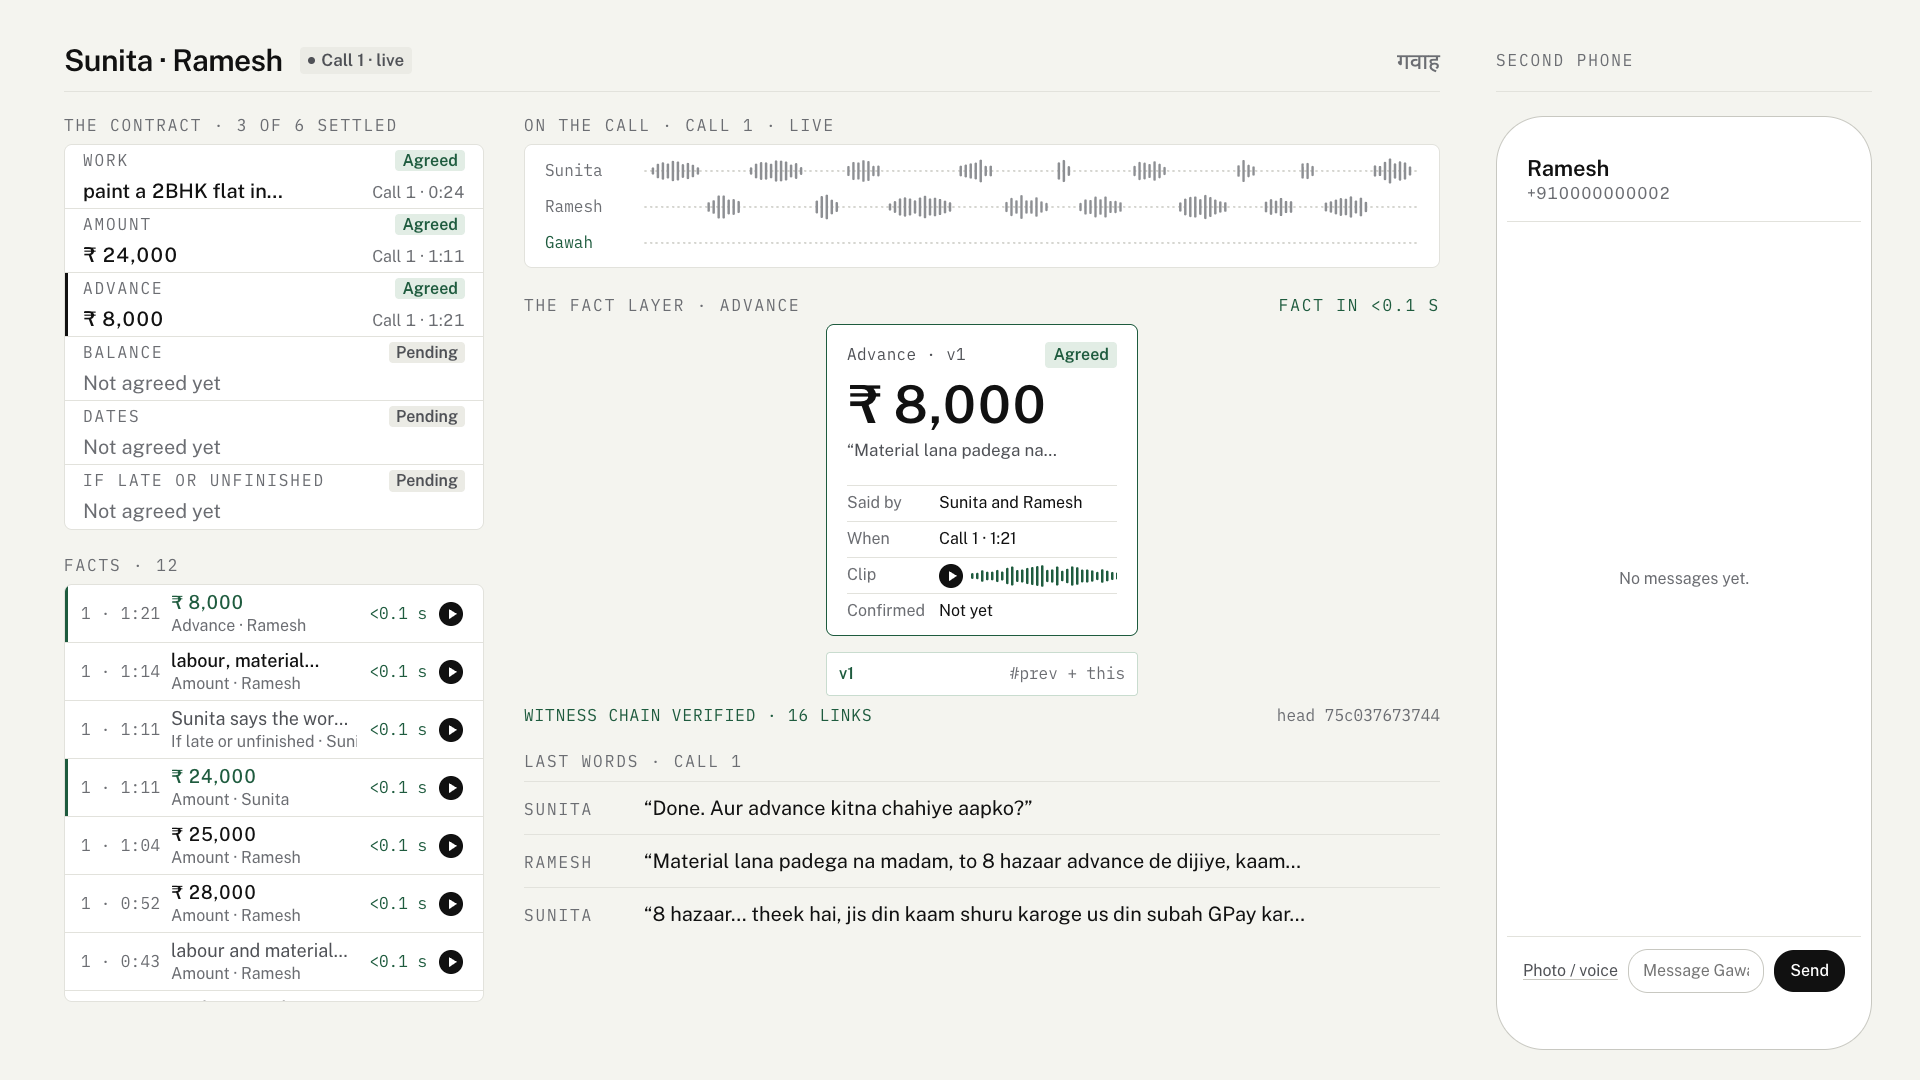 Sunita · Ramesh
• Call 1 · live
गवाह
SECOND PHONE
THE CONTRACT · 3 OF 6 SETTLED
WORK
Agreed
paint a 2BHK flat in…
Call 1 · 0:24
AMOUNT
Agreed
₹ 24,000
Call 1 · 1:11
ADVANCE
Agreed
₹ 8,000
Call 1 · 1:21
BALANCE
Pending
Not agreed yet
DATES
Pending
Not agreed yet
IF LATE OR UNFINISHED
Pending
Not agreed yet
FACTS · 12
1 · 1:21
₹ 8,000
Advance · Ramesh
<0.1 s
1 · 1:14
labour, material…
Amount · Ramesh
<0.1 s
1 · 1:11
Sunita says the wor…
If late or unfinished · Suni
<0.1 s
1 · 1:11
₹ 24,000
Amount · Sunita
<0.1 s
1 · 1:04
₹ 25,000
Amount · Ramesh
<0.1 s
1 · 0:52
₹ 28,000
Amount · Ramesh
<0.1 s
1 · 0:43
labour and material…
Amount · Ramesh
<0.1 s
ON THE CALL · CALL 1 · LIVE
Sunita
Ramesh
Gawah
THE FACT LAYER · ADVANCE
FACT IN <0.1 S
Advance · v1
Agreed
₹ 8,000
“Material lana padega na…
Said by
Sunita and Ramesh
When
Call 1 · 1:21
Clip
Confirmed
Not yet
v1
#prev + this
WITNESS CHAIN VERIFIED · 16 LINKS
head 75c037673744
LAST WORDS · CALL 1
SUNITA
“Done. Aur advance kitna chahiye aapko?”
RAMESH
“Material lana padega na madam, to 8 hazaar advance de dijiye, kaam…
SUNITA
“8 hazaar… theek hai, jis din kaam shuru karoge us din subah GPay kar…
Ramesh
+910000000002
No messages yet.
Photo / voice
Message Gawa
Send